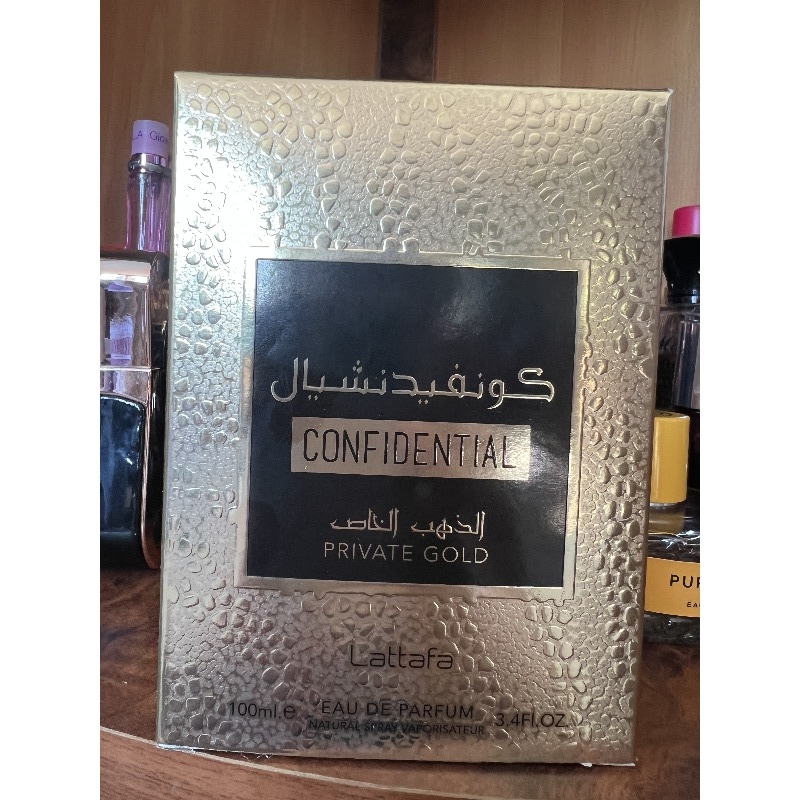 كونفيدنشيال
CONFIDENTIAL
الذهب الخاص
PRIVATE GOLD
Lattafa
100ml.e EAU DE PARFUM 3.4Fl.OZ.
NATURAL SPRAY VAPORISATEUR